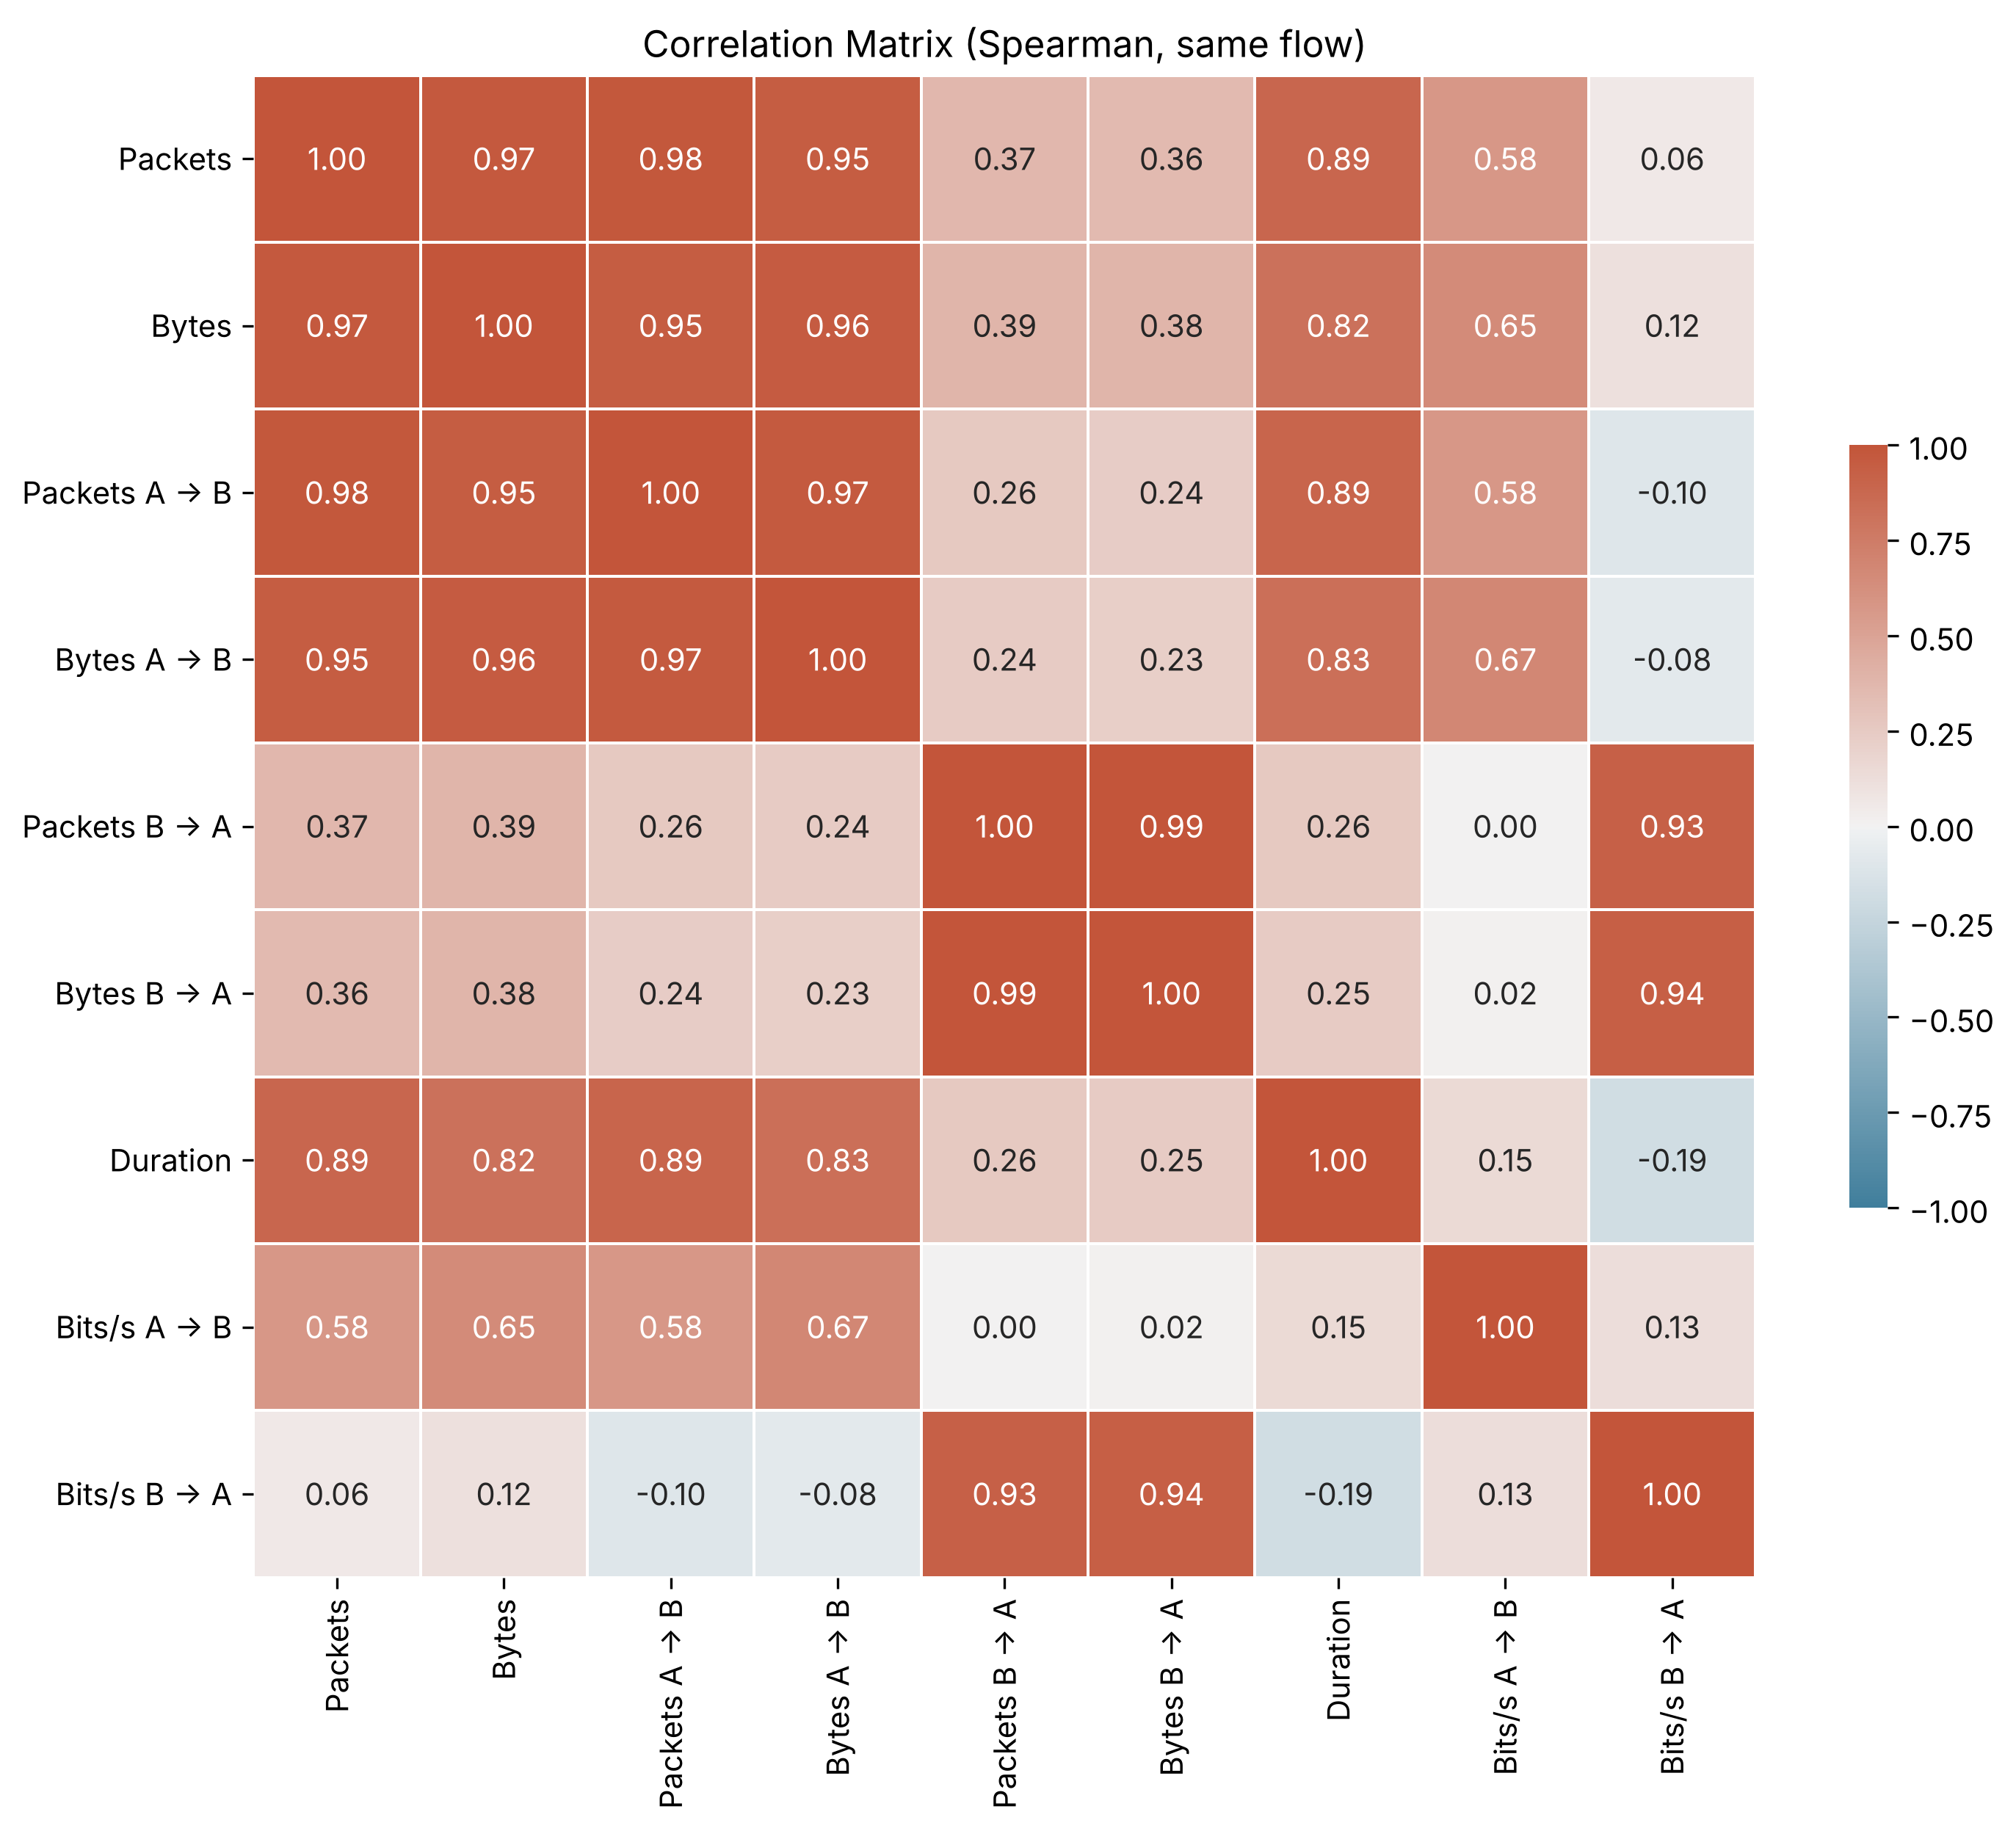 Correlation Matrix (Spearman, same flow)
Packets 1.00 0.97 0.98 0.95 0.37 0.36 0.89 0.58 0.06
Bytes 0.97 1.00 0.95 0.96 0.39 0.38 0.82 0.65 0.12
Packets A → B 0.98 0.95 1.00 0.97 0.26 0.24 0.89 0.58 -0.10
Bytes A → B 0.95 0.96 0.97 1.00 0.24 0.23 0.83 0.67 -0.08
Packets B → A 0.37 0.39 0.26 0.24 1.00 0.99 0.26 0.00 0.93
Bytes B → A 0.36 0.38 0.24 0.23 0.99 1.00 0.25 0.02 0.94
Duration 0.89 0.82 0.89 0.83 0.26 0.25 1.00 0.15 -0.19
Bits/s A → B 0.58 0.65 0.58 0.67 0.00 0.02 0.15 1.00 0.13
Bits/s B → A 0.06 0.12 -0.10 -0.08 0.93 0.94 -0.19 0.13 1.00
Packets
Bytes
Packets A → B
Bytes A → B
Packets B → A
Bytes B → A
Duration
Bits/s A → B
Bits/s B → A
1.00
0.75
0.50
0.25
0.00
−0.25
−0.50
−0.75
−1.00